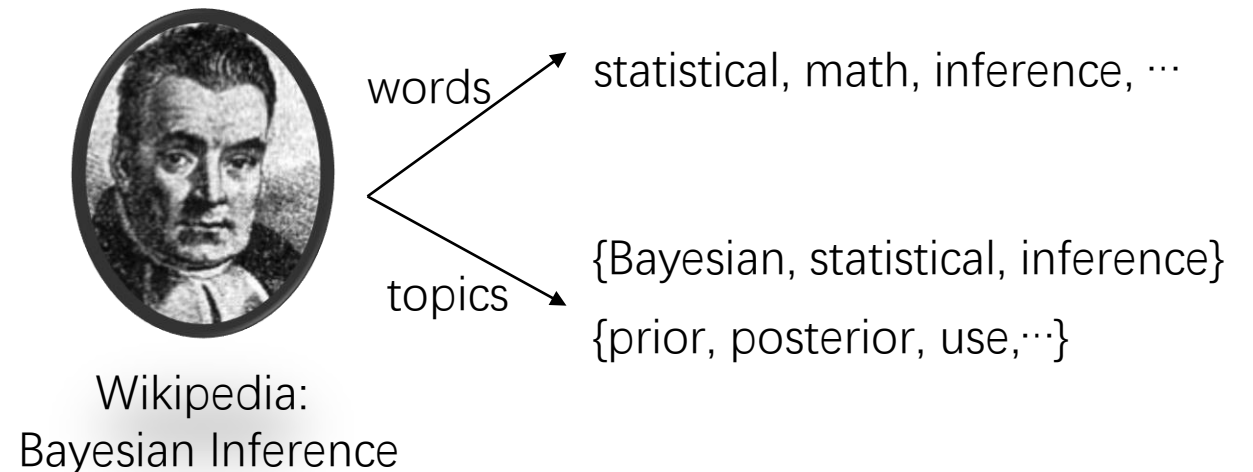 words
statistical, math, inference, ⋯
topics
{Bayesian, statistical, inference}
{prior, posterior, use,⋯}
Wikipedia:
Bayesian Inference